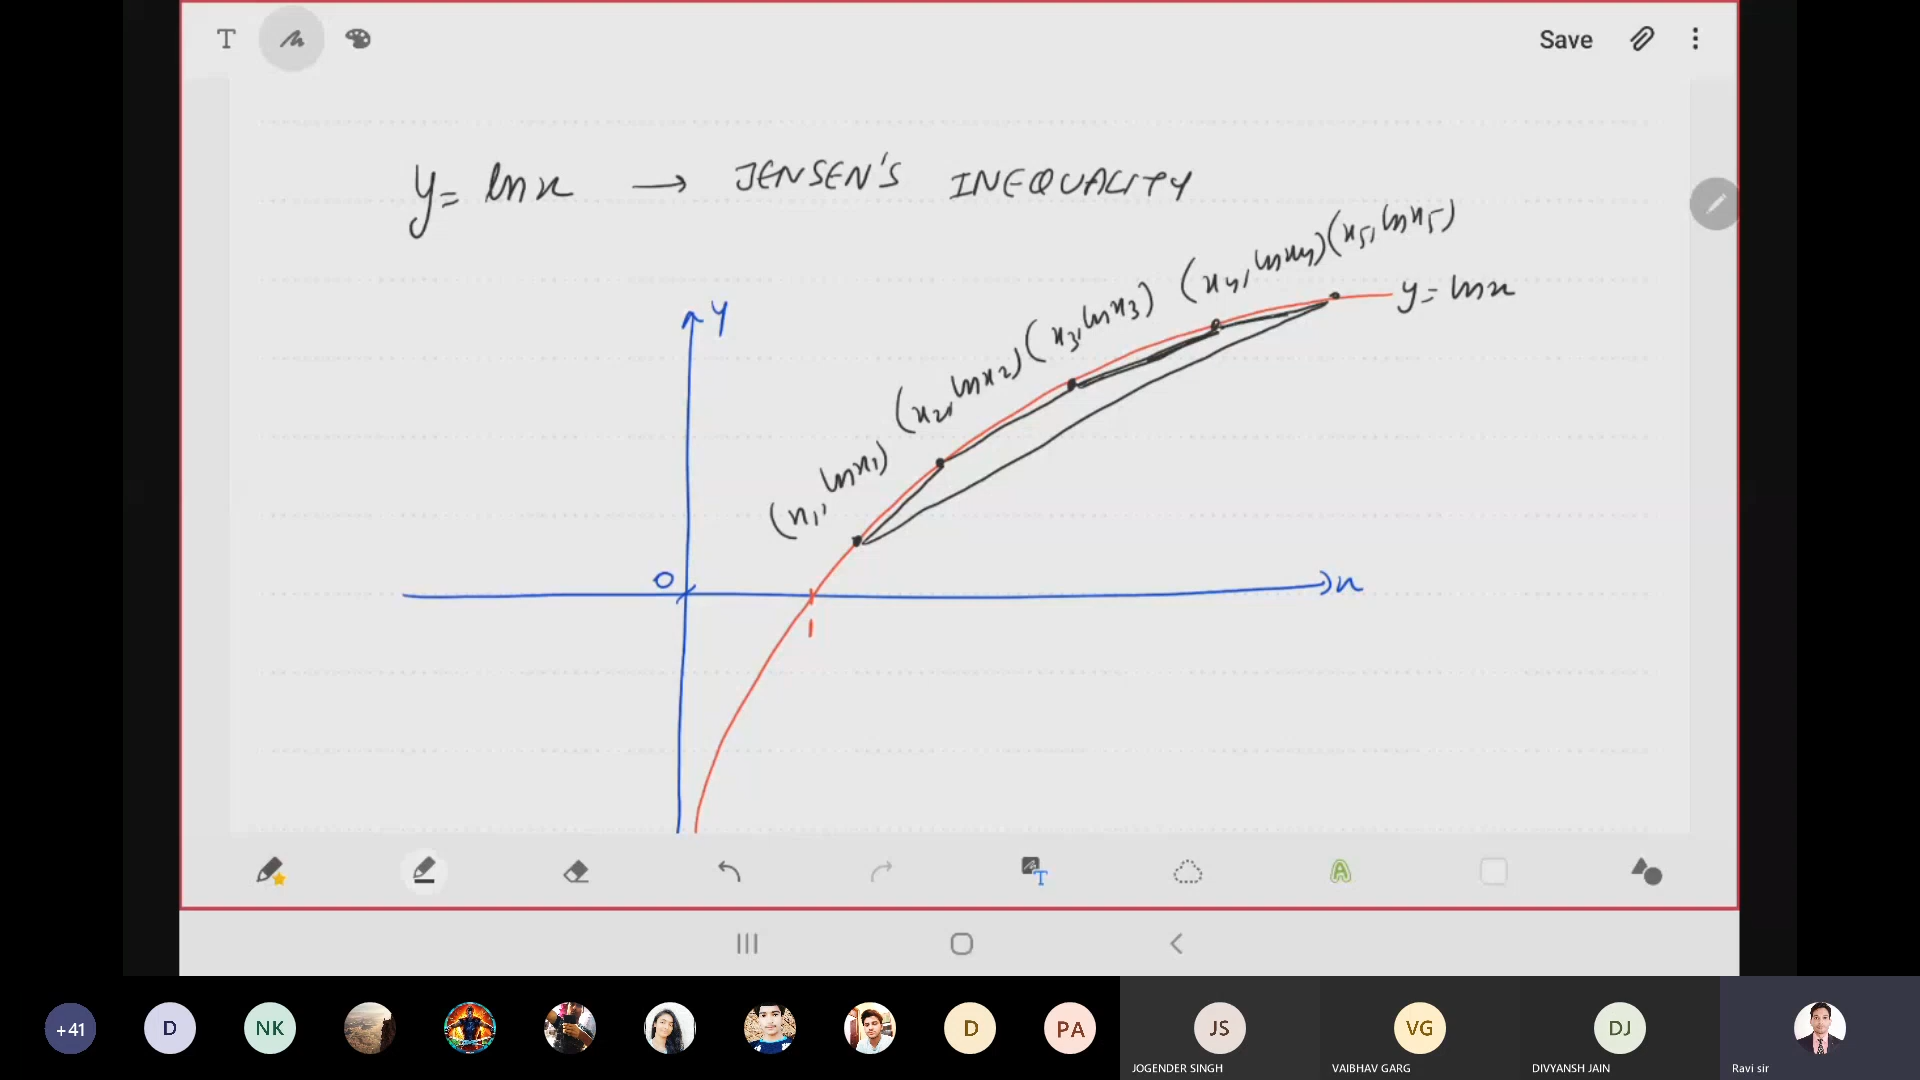 T
Save
y= ln x → JENSEN'S INEQUALITY
(x1, ln x1)
(x2, ln x2)
(x3, ln x3)
(x4, ln x4)
(x5, ln x5)
y= ln x
y
O
x
1
T
A
+41
D
NK
D
PA
JS
VG
DJ
JOGENDER SINGH
VAIBHAV GARG
DIVYANSH JAIN
Ravi sir